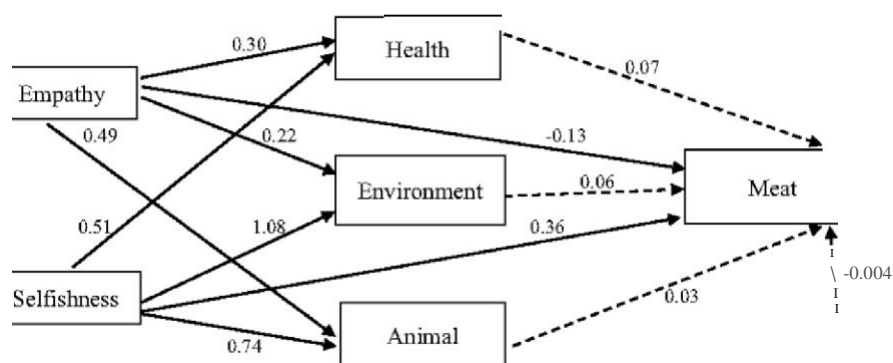 0.30
Health
0.07
Empathy
0.49
0.22
-0.13
Environment
0.06
Meat
0.51
1.08
0.36
Selfishness
-0.004
0.03
Animal
0.74